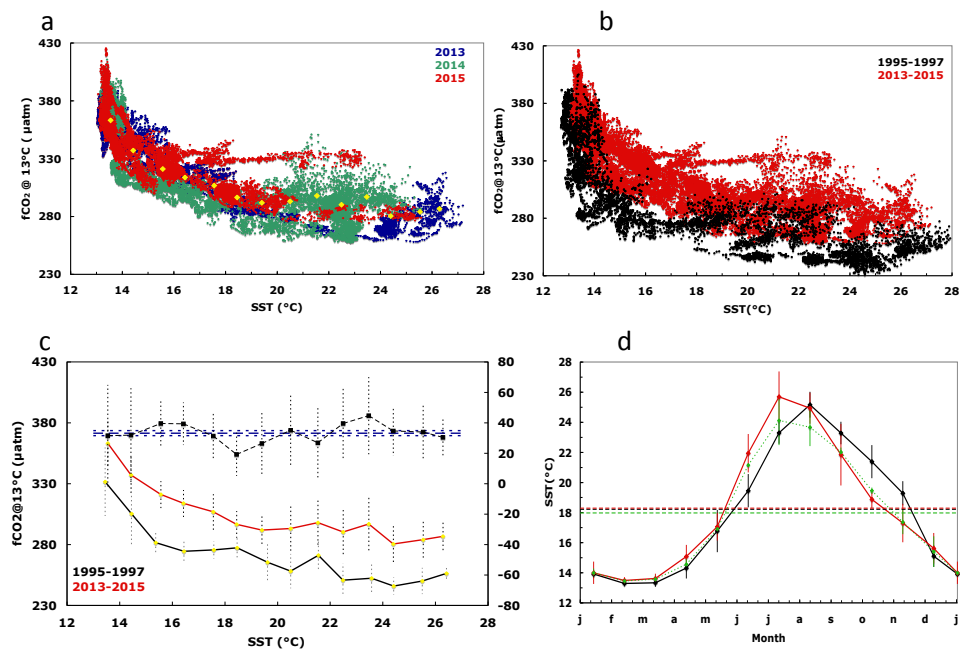 a
430
380
330
280
230
fCO₂ @ 13°C ( µatm)
2013
2014
2015
12 14 16 18 20 22 24 26 28
SST (°C)
b
430
380
330
280
230
fCO₂@13°C(µatm)
1995-1997
2013-2015
12 14 16 18 20 22 24 26 28
SST(°C)
c
430
380
330
280
230
fCO2@13°C (µatm)
80
60
40
20
0
-20
-40
-60
-80
1995-1997
2013-2015
12 14 16 18 20 22 24 26 28
SST (°C)
d
28
26
24
22
20
18
16
14
12
SST(°C)
j f m a m j j a s o n d j
Month